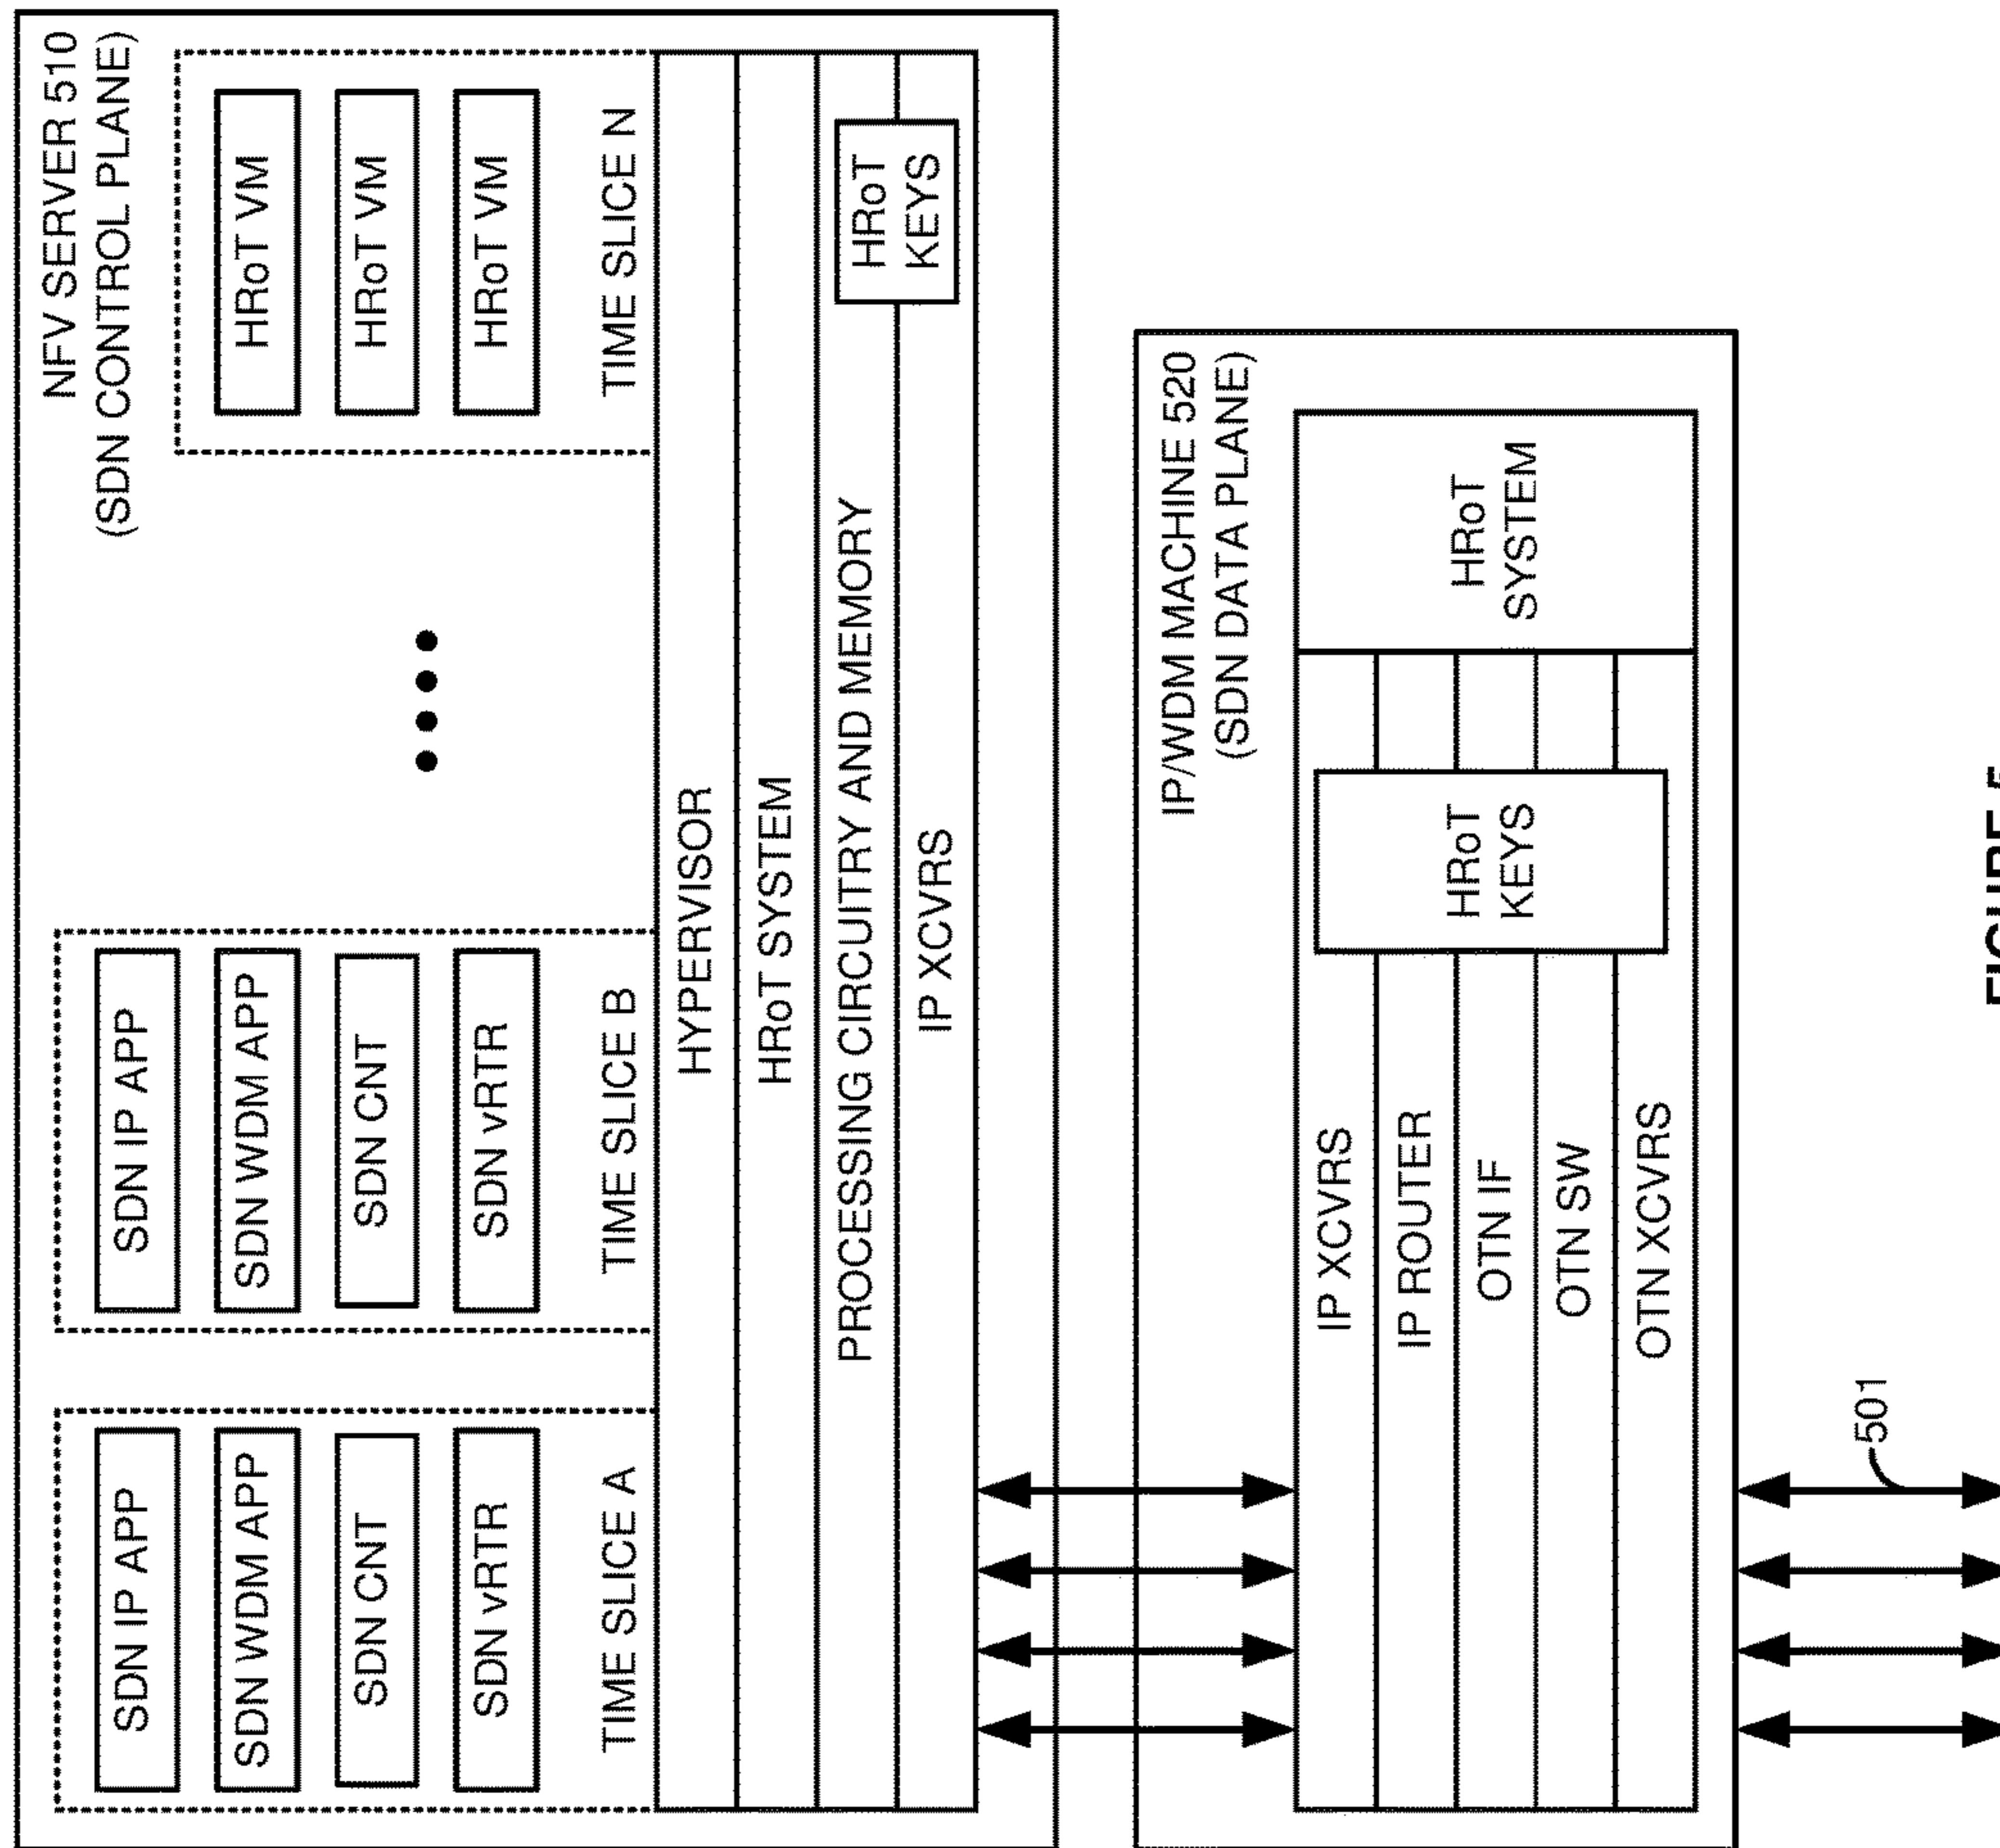 NFV SERVER 510
(SDN CONTROL PLANE)
SDN IP APP
SDN WDM APP
SDN CNT
SDN vRTR
TIME SLICE A
SDN IP APP
SDN WDM APP
SDN CNT
SDN vRTR
TIME SLICE B
HRoT VM
HRoT VM
HRoT VM
TIME SLICE N
HYPERVISOR
HRoT SYSTEM
PROCESSING CIRCUITRY AND MEMORY
IP XCVRS
HRoT
KEYS
IP/WDM MACHINE 520
(SDN DATA PLANE)
IP XCVRS
IP ROUTER
OTN IF
OTN SW
OTN XCVRS
HRoT
KEYS
HRoT
SYSTEM
501
FIGURE 5